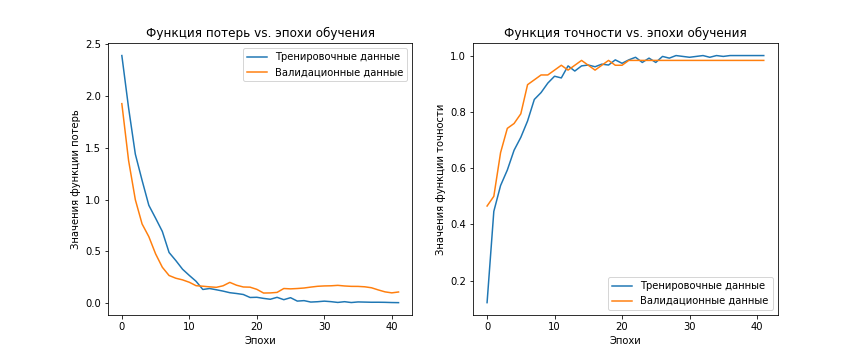 Функция потерь vs. эпохи обучения
Значения функции потерь
2.5
2.0
1.5
1.0
0.5
0.0
Тренировочные данные
Валидационные данные
0 10 20 30 40
Эпохи
Функция точности vs. эпохи обучения
Значения функции точности
1.0
0.8
0.6
0.4
0.2
Тренировочные данные
Валидационные данные
0 10 20 30 40
Эпохи